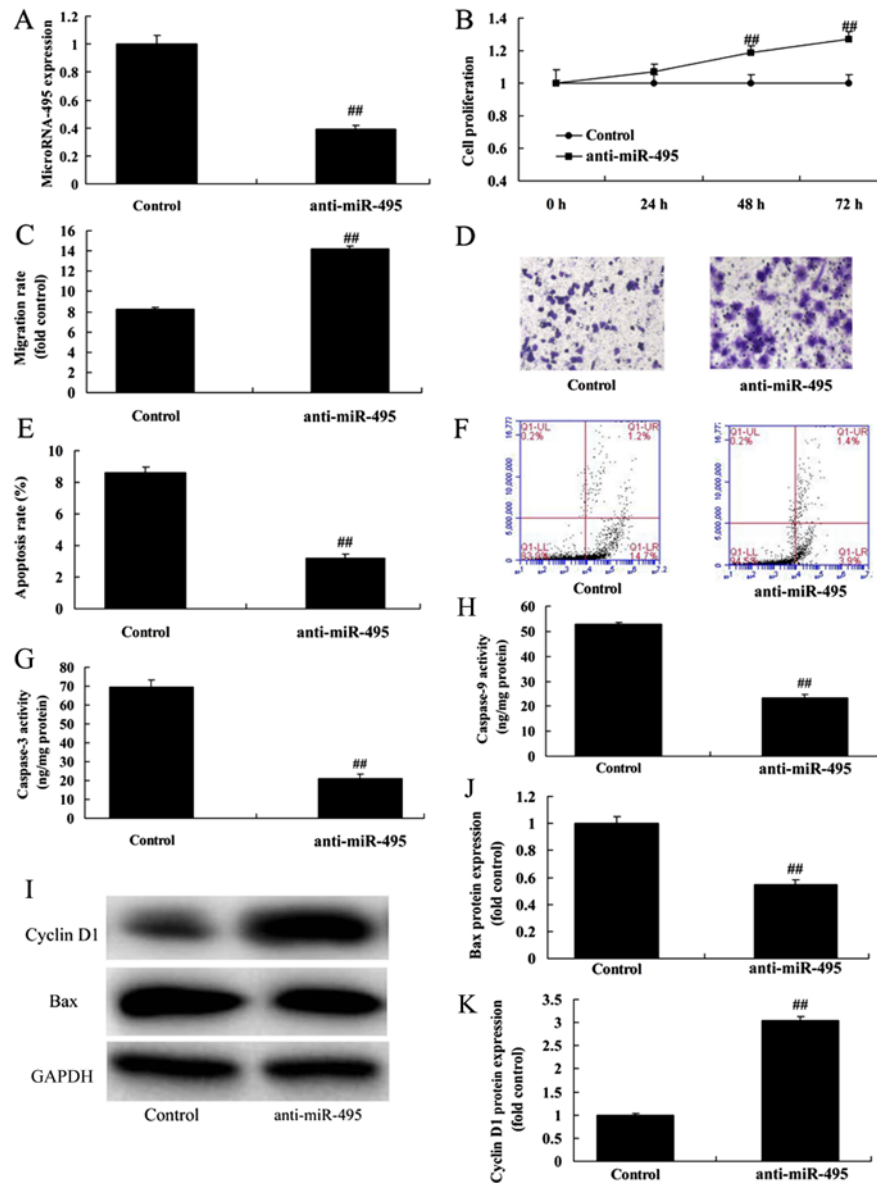 A
MicroRNA-495 expression
1.2
1
0.8
0.6
0.4
0.2
0
##
Control
anti-miR-495
B
Cell proliferation
1.4
1.2
1
0.8
0.6
0.4
##
##
Control
anti-miR-495
0 h
24 h
48 h
72 h
C
Migration rate
(fold control)
16
14
12
10
8
6
4
2
0
##
Control
anti-miR-495
D
Control
anti-miR-495
E
Apoptosis rate (%)
10
8
6
4
2
0
##
Control
anti-miR-495
F
Q1-UL
0.2%
Q1-UR
1.2%
Q1-LL
Q1-LR
14.7%
Control
Q1-UL
0.2%
Q1-UR
1.4%
Q1-LL
Q1-LR
3.9%
anti-miR-495
G
Caspase-3 activity
(ng/mg protein)
80
70
60
50
40
30
20
10
0
##
Control
anti-miR-495
H
Caspase-9 activity
(ng/mg protein)
60
50
40
30
20
10
0
##
Control
anti-miR-495
I
Cyclin D1
Bax
GAPDH
Control
anti-miR-495
J
Bax protein expression
(fold control)
1.2
1
0.8
0.6
0.4
0.2
0
##
Control
anti-miR-495
K
Cyclin D1 protein expression
(fold control)
3.5
3
2.5
2
1.5
1
0.5
0
##
Control
anti-miR-495